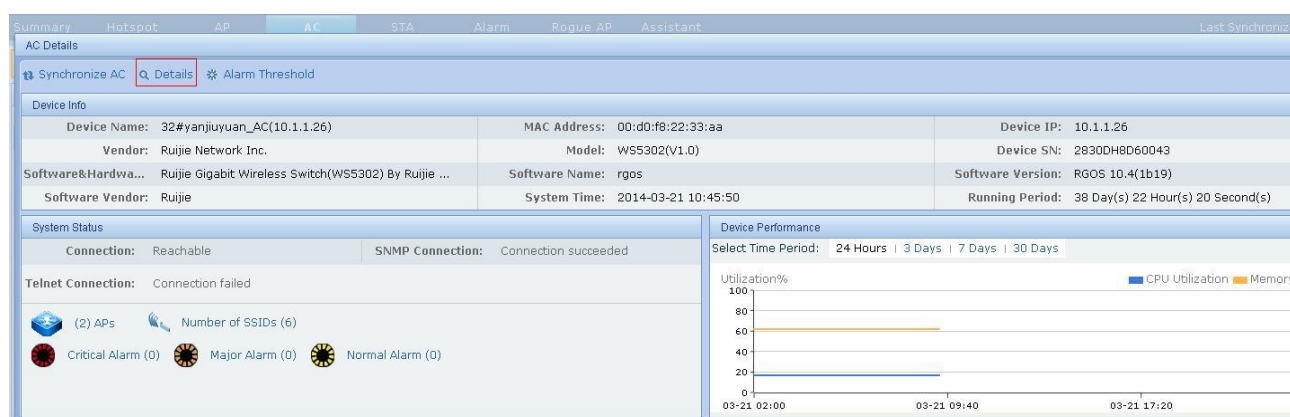 Summary Hotspot AP AC STA Alarm Rogue AP Assistant Last Synchroniz
AC Details
Synchronize AC Details Alarm Threshold
Device Info
Device Name: 32#yanjiuyuan_AC(10.1.1.26) MAC Address: 00:d0:f8:22:33:aa Device IP: 10.1.1.26
Vendor: Ruijie Network Inc. Model: WS5302(V1.0) Device SN: 2830DH8D60043
Software&Hardwa... Ruijie Gigabit Wireless Switch(WS5302) By Ruijie ... Software Name: rgos Software Version: RGOS 10.4(1b19)
Software Vendor: Ruijie System Time: 2014-03-21 10:45:50 Running Period: 38 Day(s) 22 Hour(s) 20 Second(s)
System Status
Connection: Reachable SNMP Connection: Connection succeeded
Telnet Connection: Connection failed
(2) APs Number of SSIDs (6)
Critical Alarm (0) Major Alarm (0) Normal Alarm (0)
Device Performance
Select Time Period: 24 Hours | 3 Days | 7 Days | 30 Days
Utilization% CPU Utilization Memory
100
80
60
40
20
0
03-21 02:00 03-21 09:40 03-21 17:20